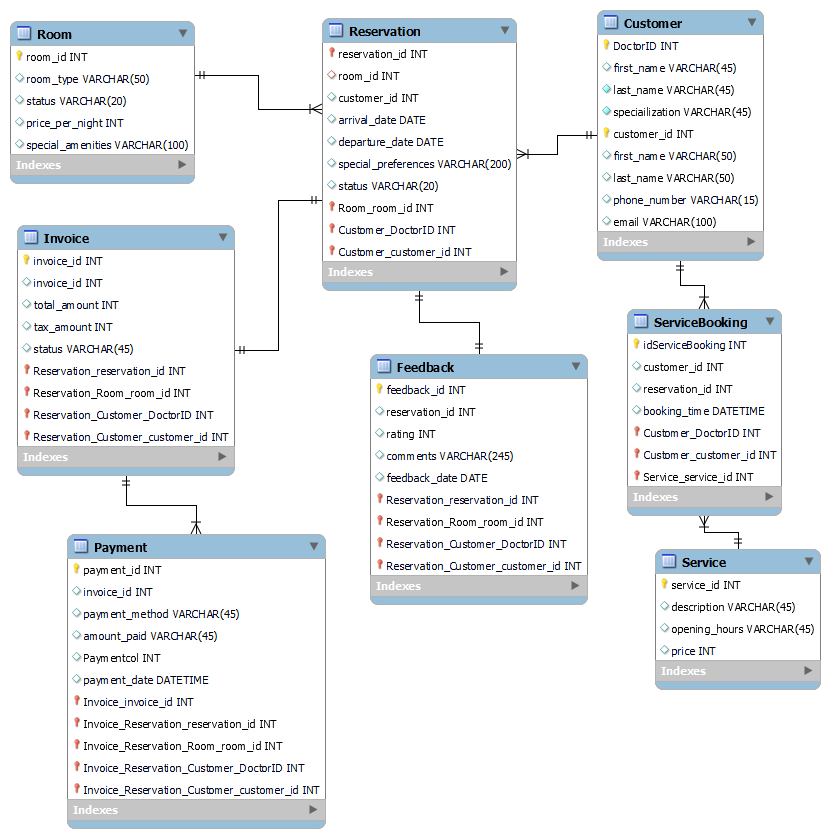 Room
room_id INT
room_type VARCHAR(50)
status VARCHAR(20)
price_per_night INT
special_amenities VARCHAR(100)
Indexes
Reservation
reservation_id INT
room_id INT
customer_id INT
arrival_date DATE
departure_date DATE
special_preferences VARCHAR(200)
status VARCHAR(20)
Room_room_id INT
Customer_DoctorID INT
Customer_customer_id INT
Indexes
Customer
DoctorID INT
first_name VARCHAR(45)
last_name VARCHAR(45)
speciailization VARCHAR(45)
customer_id INT
first_name VARCHAR(50)
last_name VARCHAR(50)
phone_number VARCHAR(15)
email VARCHAR(100)
Indexes
Invoice
invoice_id INT
invoice_id INT
total_amount INT
tax_amount INT
status VARCHAR(45)
Reservation_reservation_id INT
Reservation_Room_room_id INT
Reservation_Customer_DoctorID INT
Reservation_Customer_customer_id INT
Indexes
Feedback
feedback_id INT
reservation_id INT
rating INT
comments VARCHAR(245)
feedback_date DATE
Reservation_reservation_id INT
Reservation_Room_room_id INT
Reservation_Customer_DoctorID INT
Reservation_Customer_customer_id INT
Indexes
ServiceBooking
idServiceBooking INT
customer_id INT
reservation_id INT
booking_time DATETIME
Customer_DoctorID INT
Customer_customer_id INT
Service_service_id INT
Indexes
Payment
payment_id INT
invoice_id INT
payment_method VARCHAR(45)
amount_paid VARCHAR(45)
Paymentcol INT
payment_date DATETIME
Invoice_invoice_id INT
Invoice_Reservation_reservation_id INT
Invoice_Reservation_Room_room_id INT
Invoice_Reservation_Customer_DoctorID INT
Invoice_Reservation_Customer_customer_id INT
Indexes
Service
service_id INT
description VARCHAR(45)
opening_hours VARCHAR(45)
price INT
Indexes